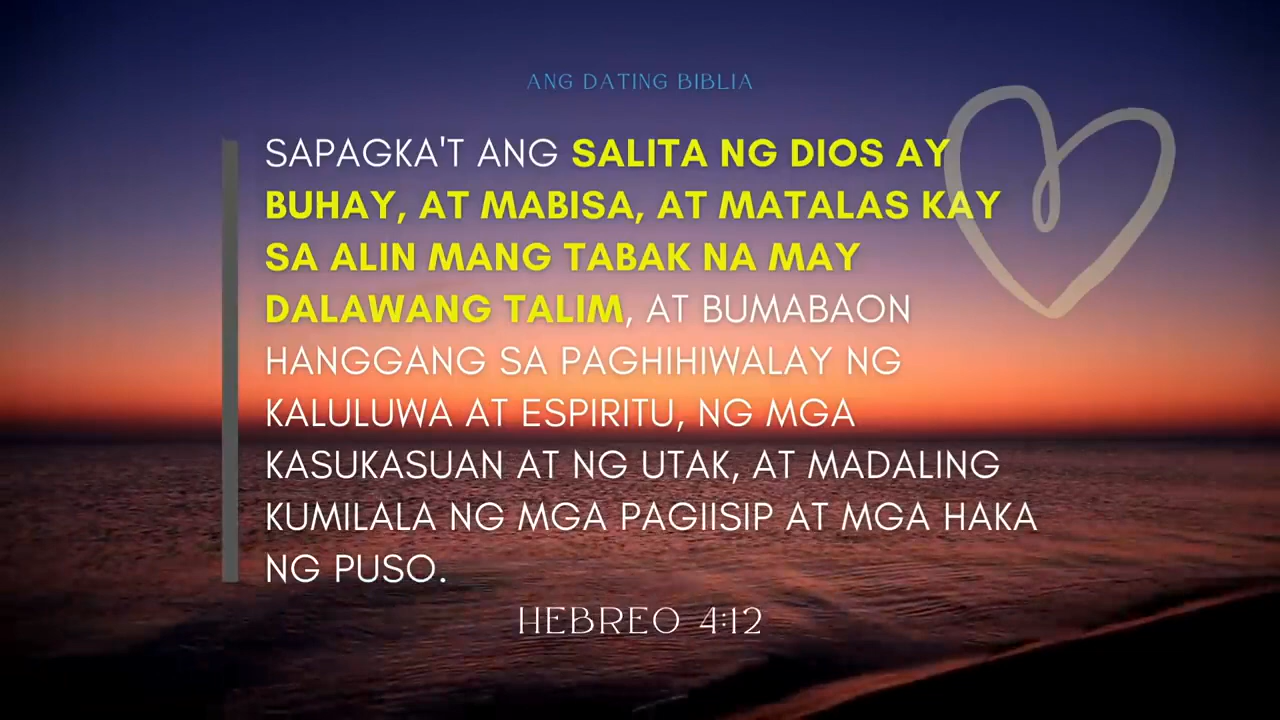 ANG DATING BIBLIA
SAPAGKA'T ANG SALITA NG DIOS AY
BUHAY, AT MABISA, AT MATALAS KAY
SA ALIN MANG TABAK NA MAY
DALAWANG TALIM, AT BUMABAON
HANGGANG SA PAGHIHIWALAY NG
KALULUWA AT ESPIRITU, NG MGA
KASUKASUAN AT NG UTAK, AT MADALING
KUMILALA NG MGA PAGIISIP AT MGA HAKA
NG PUSO.
HEBREO 4:12